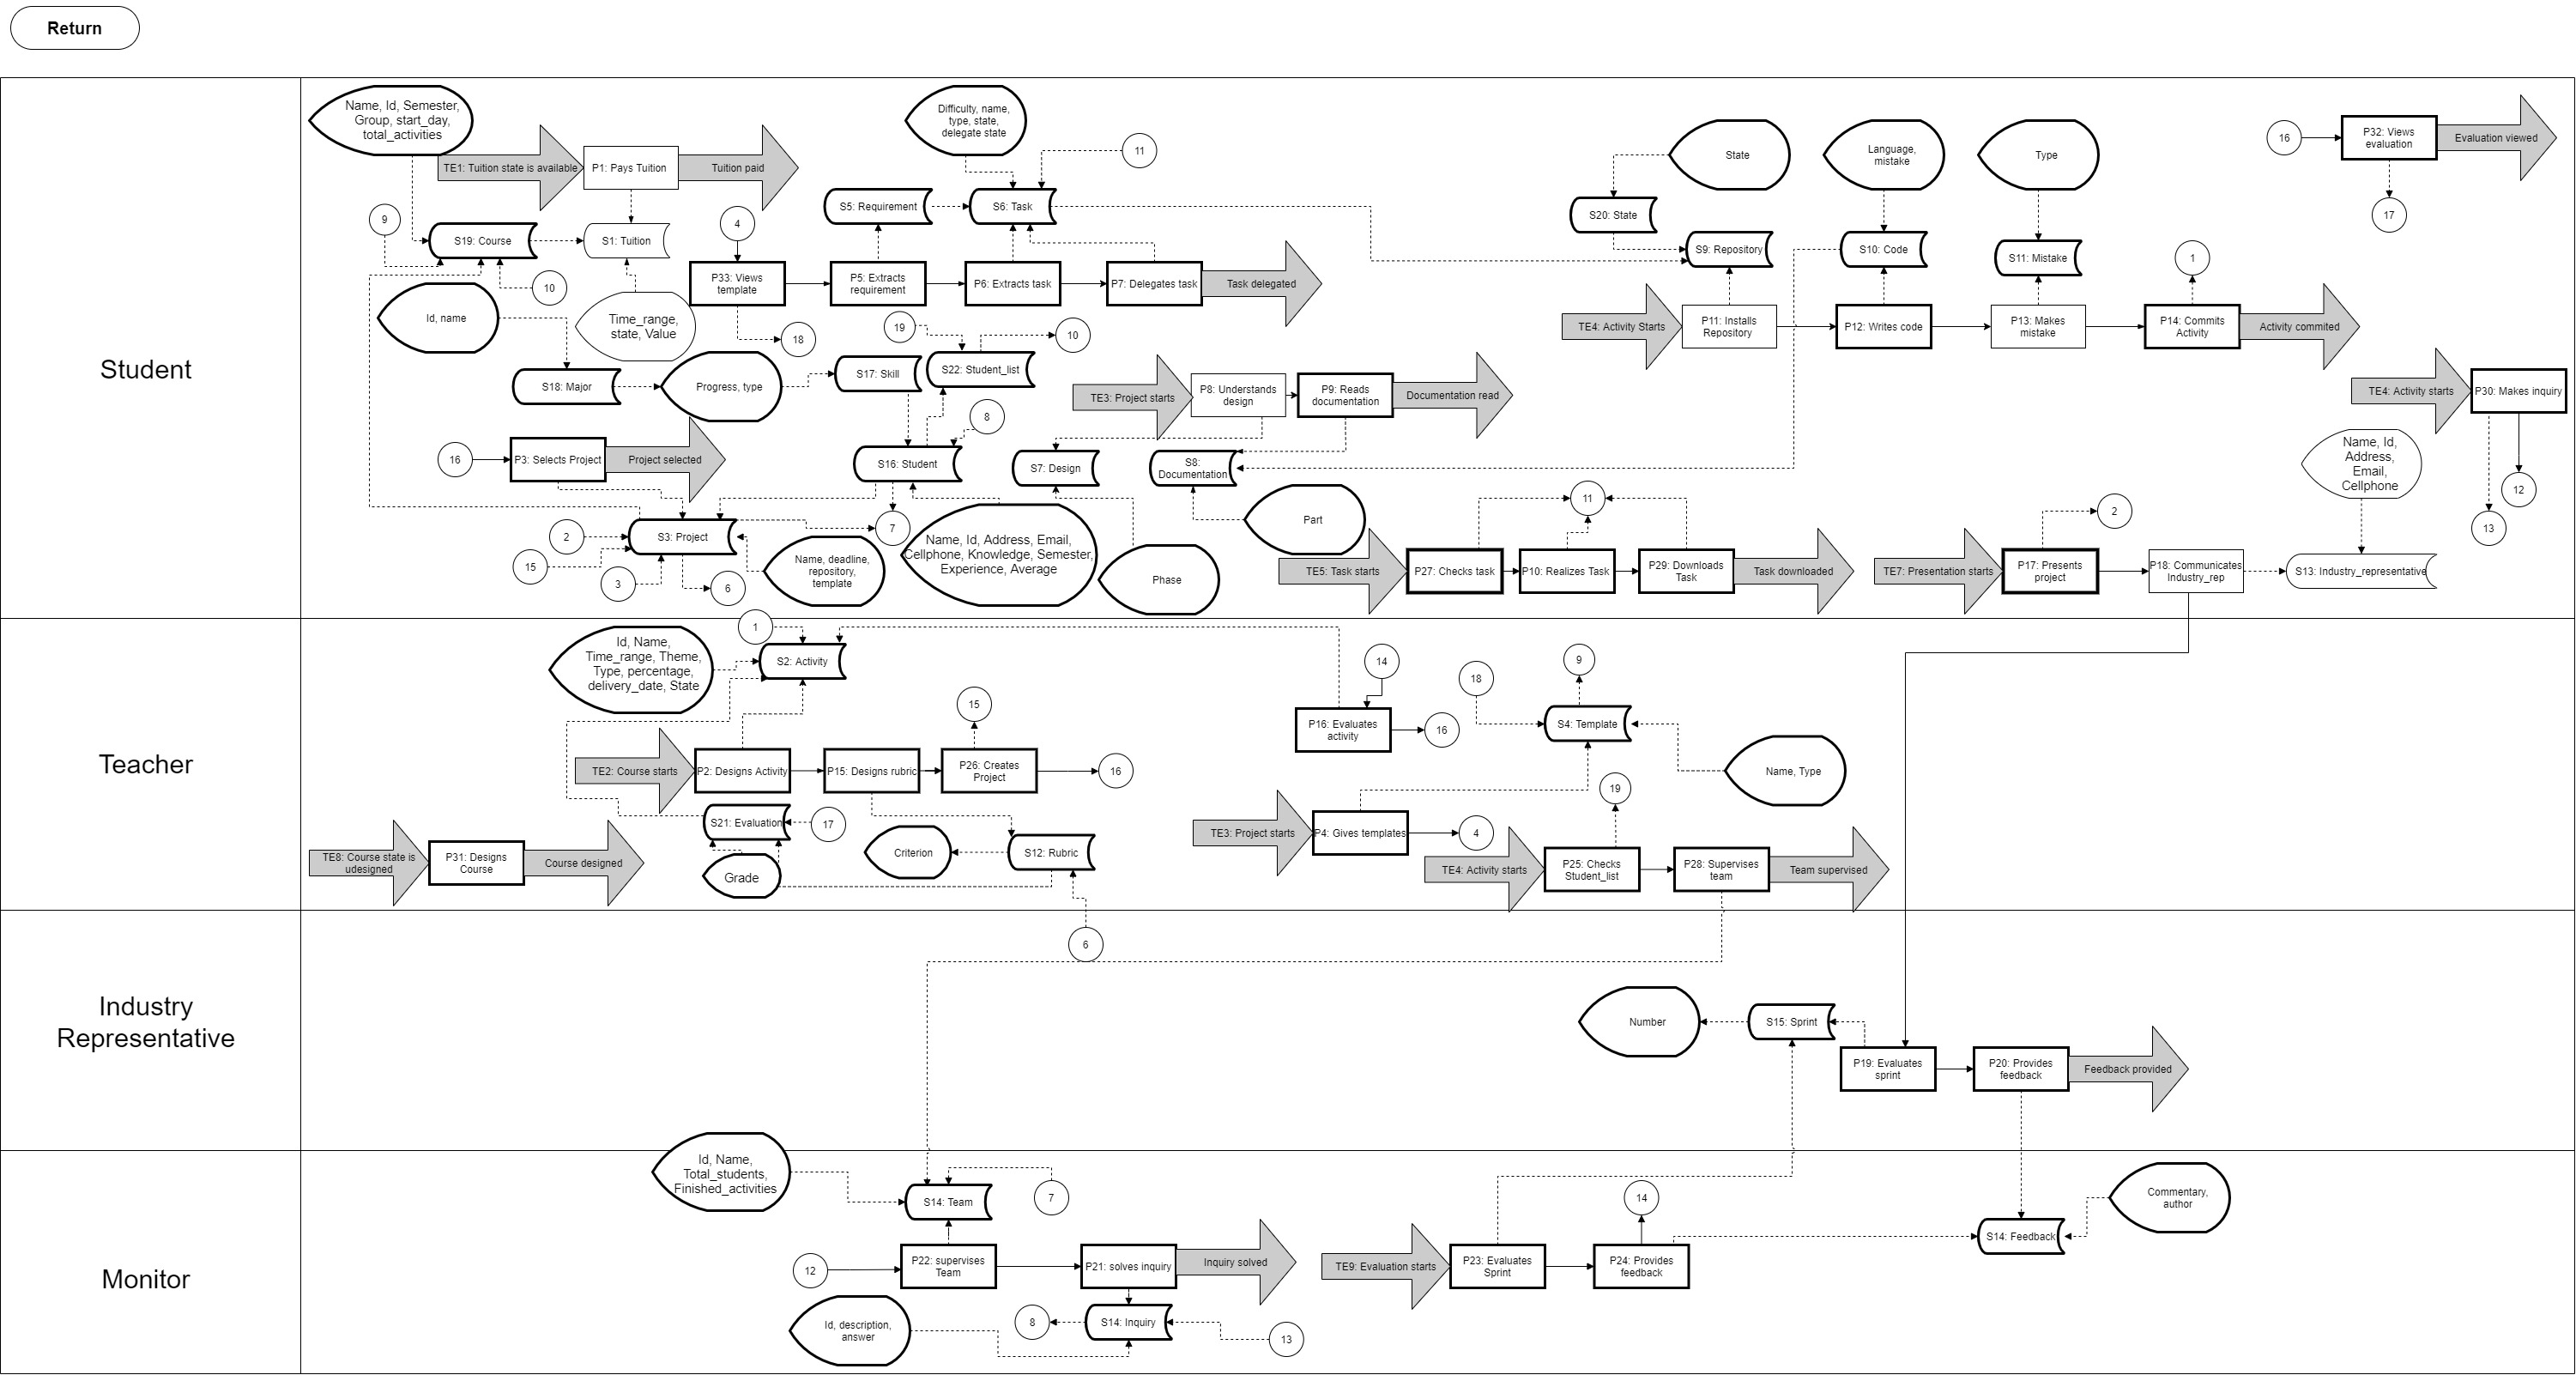 Return
Student
Name, Id, Semester,
Group, start_day,
total_activities
TE1: Tuition state is available
P1: Pays Tuition
Tuition paid
Difficulty, name,
type, state,
delegate state
11
9
S19: Course
S1: Tuition
10
4
S5: Requirement
S6: Task
P33: Views
template
P5: Extracts
requirement
P6: Extracts task
P7: Delegates task
Task delegated
Id, name
Time_range,
state, Value
18
19
10
S18: Major
Progress, type
S17: Skill
S22: Student_list
8
TE3: Project starts
P8: Understands
design
P9: Reads
documentation
Documentation read
16
P3: Selects Project
Project selected
S16: Student
S7: Design
S8:
Documentation
2
15
3
S3: Project
6
7
Name, deadline,
repository,
template
Name, Id, Address, Email,
Cellphone, Knowledge, Semester,
Experience, Average
Phase
Part
State
S20: State
S9: Repository
Language,
mistake
S10: Code
Type
S11: Mistake
1
TE4: Activity Starts
P11: Installs
Repository
P12: Writes code
P13: Makes
mistake
P14: Commits
Activity
Activity commited
16
P32: Views
evaluation
Evaluation viewed
17
TE4: Activity starts
P30: Makes inquiry
12
13
Name, Id,
Address,
Email,
Cellphone
11
TE5: Task starts
P27: Checks task
P10: Realizes Task
P29: Downloads
Task
Task downloaded
2
TE7: Presentation starts
P17: Presents
project
P18: Communicates
Industry_rep
S13: Industry_representative
Teacher
1
Id, Name,
Time_range, Theme,
Type, percentage,
delivery_date, State
S2: Activity
15
TE2: Course starts
P2: Designs Activity
P15: Designs rubric
P26: Creates
Project
16
S21: Evaluation
17
Grade
Criterion
S12: Rubric
TE8: Course state is
udesigned
P31: Designs
Course
Course designed
14
P16: Evaluates
activity
16
18
9
S4: Template
Name, Type
19
TE3: Project starts
P4: Gives templates
4
TE4: Activity starts
P25: Checks
Student_list
P28: Supervises
team
Team supervised
Industry
Representative
6
Number
S15: Sprint
P19: Evaluates
sprint
P20: Provides
feedback
Feedback provided
Monitor
Id, Name,
Total_students,
Finished_activities
S14: Team
7
12
P22: supervises
Team
P21: solves inquiry
Inquiry solved
Id, description,
answer
8
S14: Inquiry
13
TE9: Evaluation starts
P23: Evaluates
Sprint
P24: Provides
feedback
14
S14: Feedback
Commentary,
author